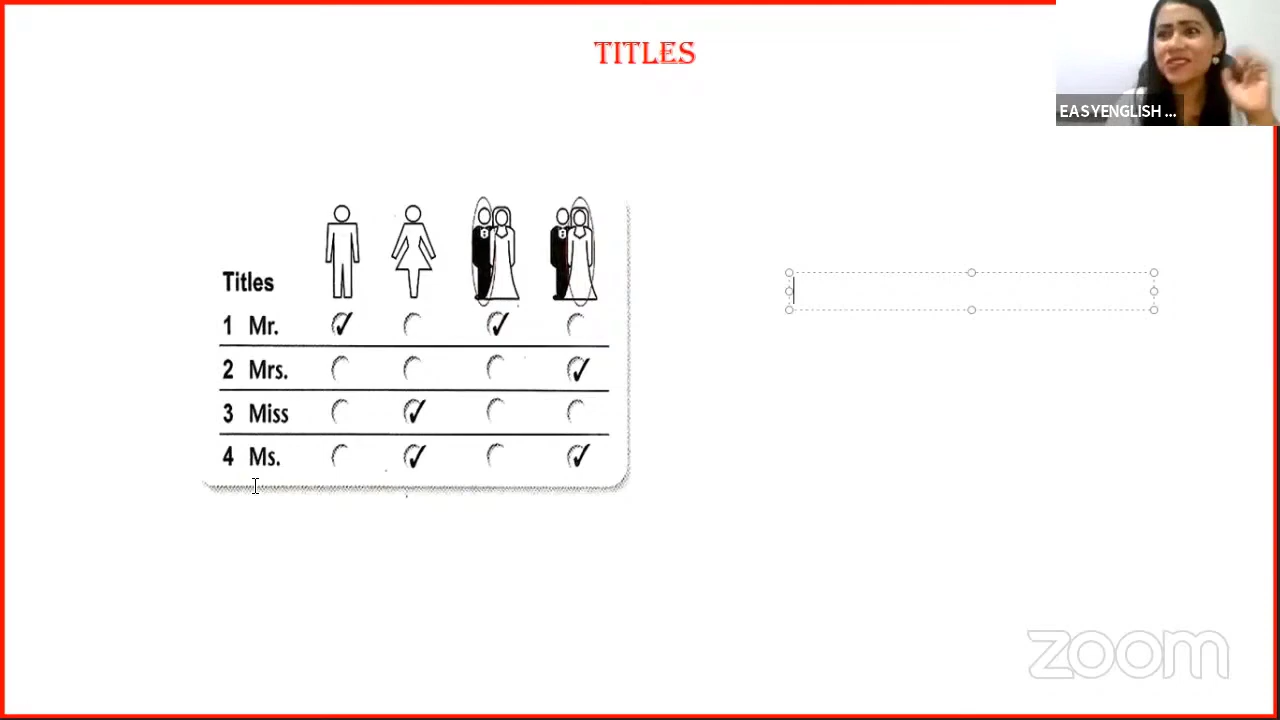 TITLES
EASYENGLISH ...
Titles
1 Mr.
2 Mrs.
3 Miss
4 Ms.
zoom